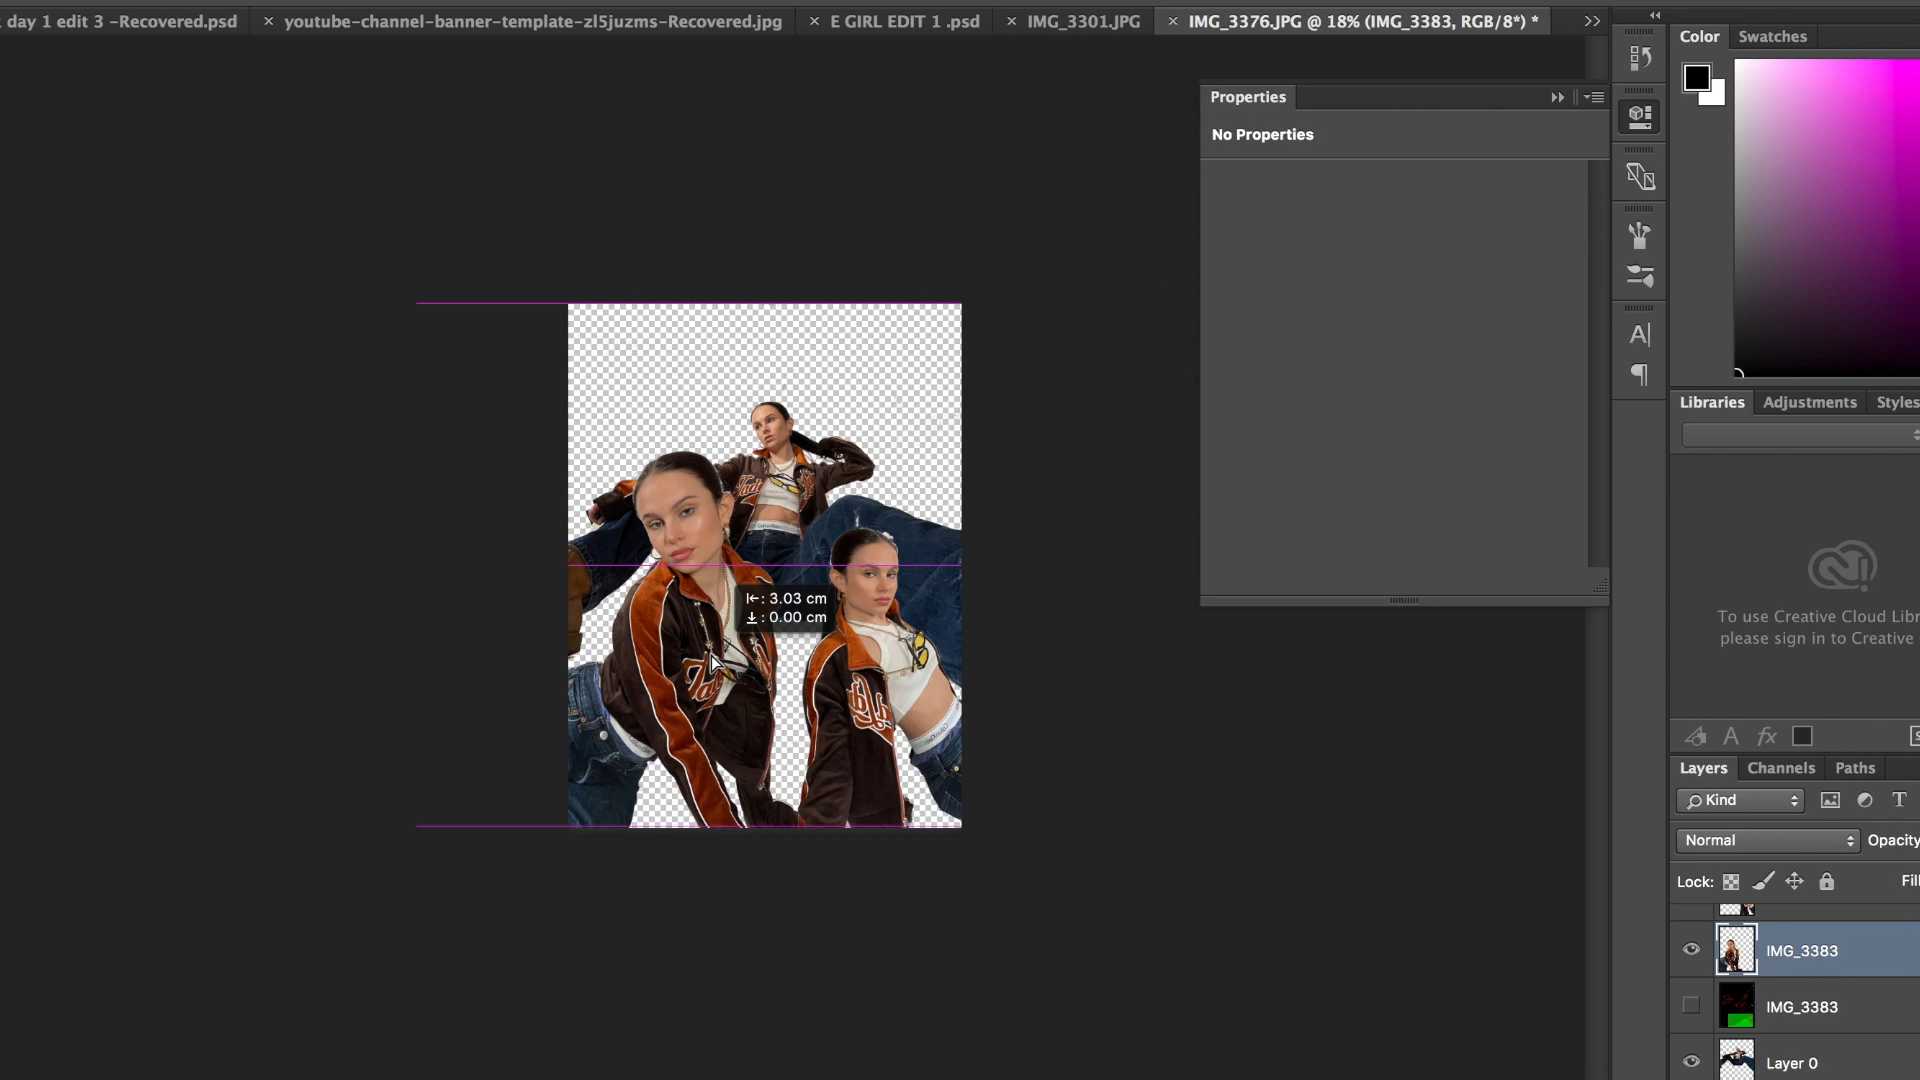 day 1 edit 3 -Recovered.psd
× youtube-channel-banner-template-zl5juzms-Recovered.jpg
× E GIRL EDIT 1 .psd
× IMG_3301.JPG
× IMG_3376.JPG @ 18% (IMG_3383, RGB/8*) *
Color
Swatches
Properties
No Properties
3.03 cm
0.00 cm
Libraries
Adjustments
Styles
To use Creative Cloud Libr
please sign in to Creative
Layers
Channels
Paths
Kind
Normal
Opacity
Lock:
Fil
IMG_3383
IMG_3383
Layer 0